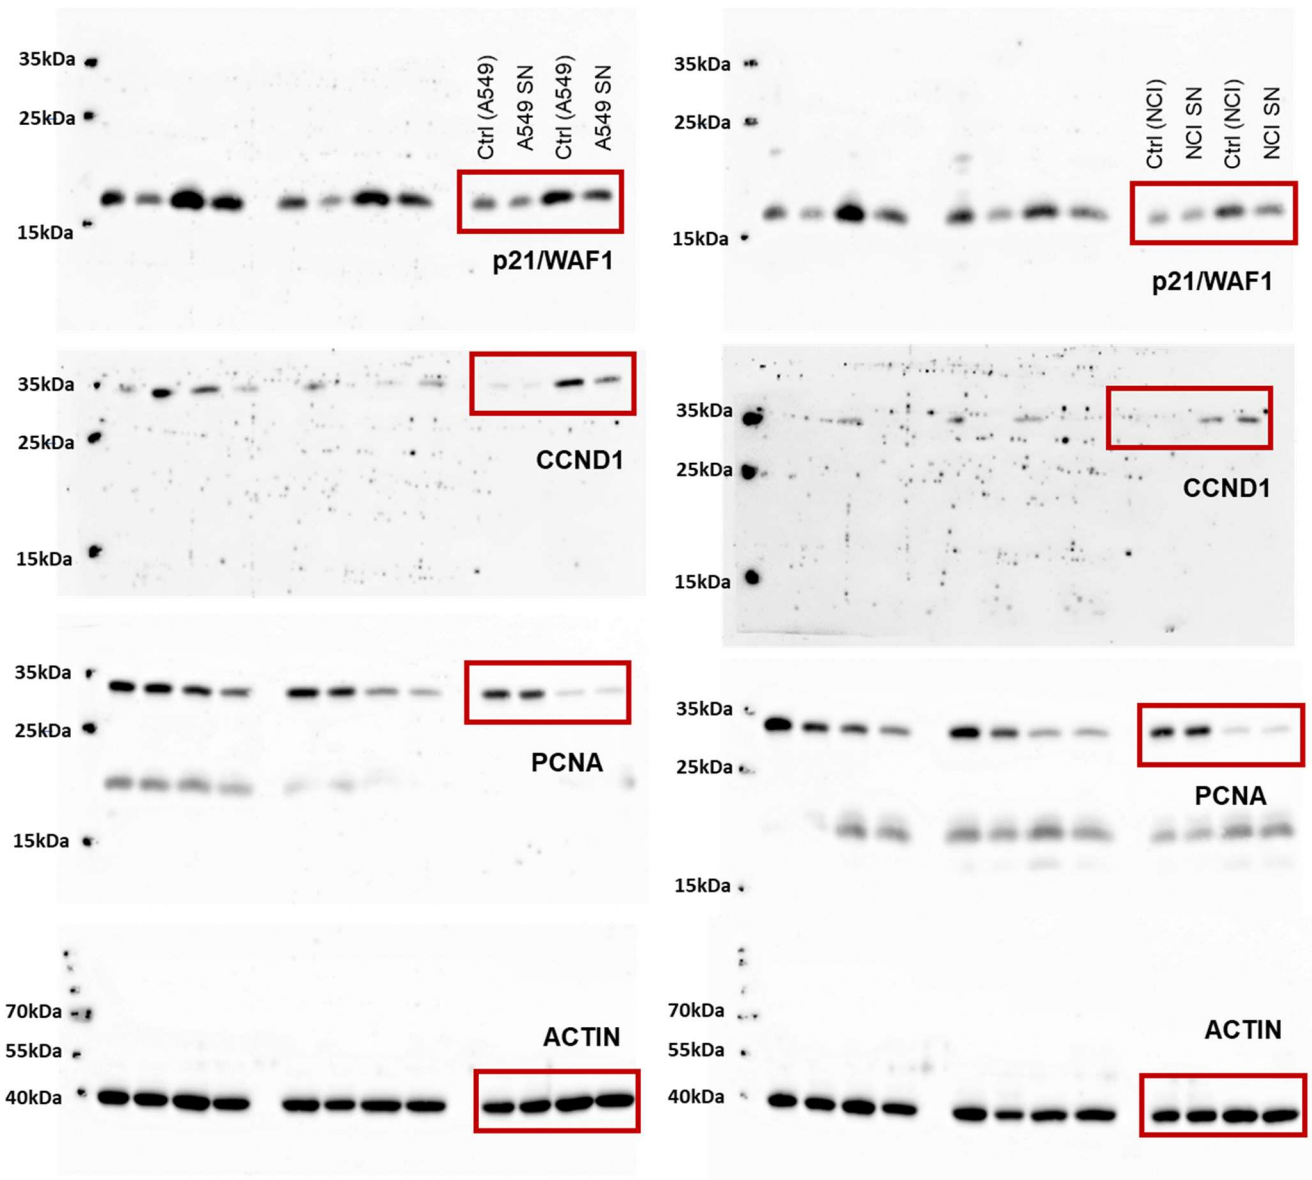 35kDa
25kDa
15kDa
Ctrl (A549)
A549 SN
Ctrl (A549)
A549 SN
p21/WAF1
35kDa
25kDa
15kDa
Ctrl (NCI)
NCI SN
Ctrl (NCI)
NCI SN
p21/WAF1
35kDa
25kDa
15kDa
CCND1
35kDa
25kDa
15kDa
CCND1
35kDa
25kDa
15kDa
PCNA
35kDa
25kDa
15kDa
PCNA
70kDa
55kDa
40kDa
ACTIN
70kDa
55kDa
40kDa
ACTIN